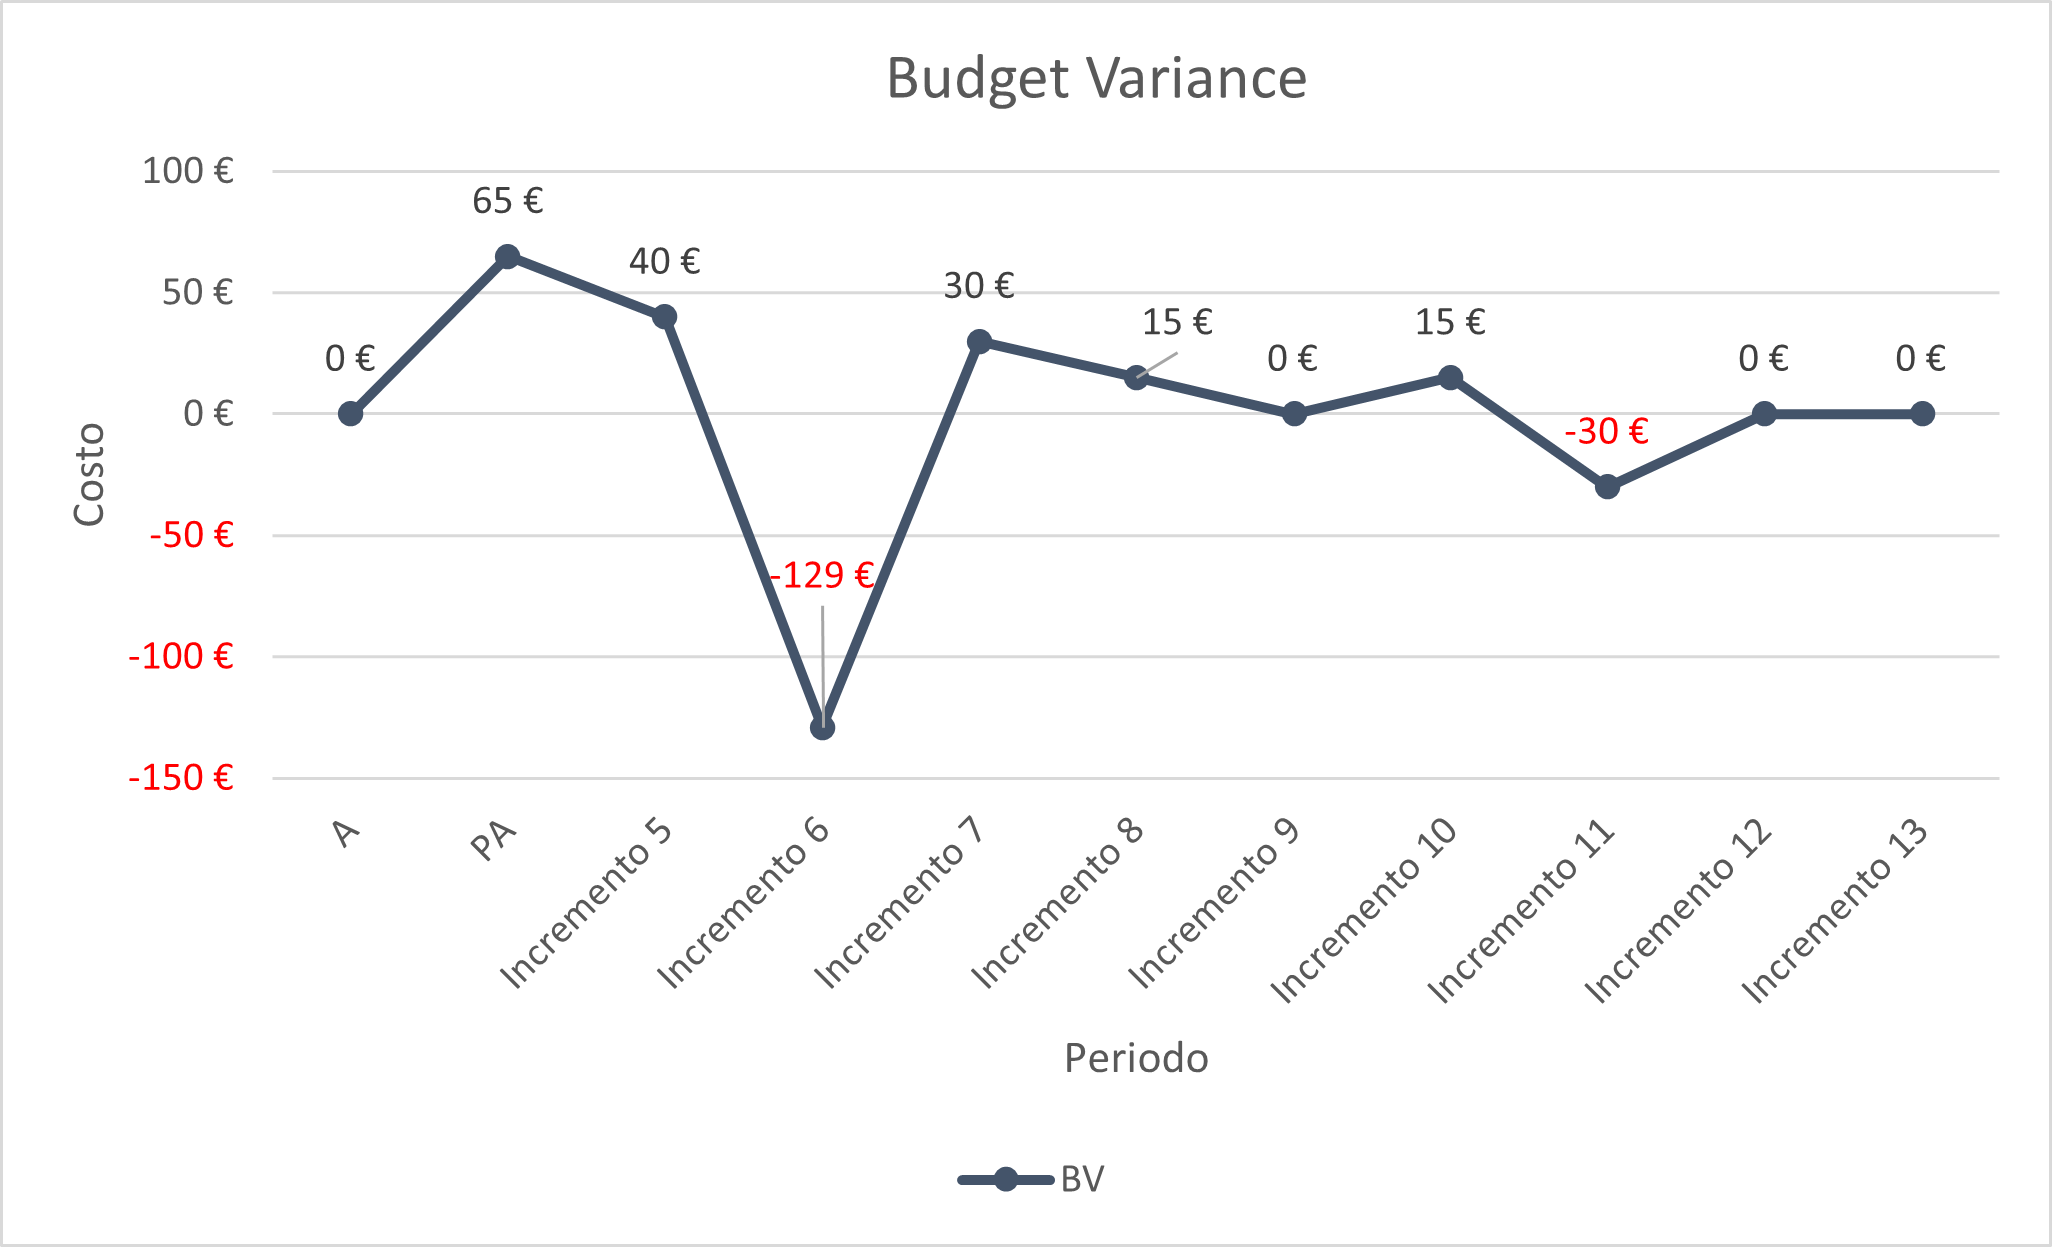 Budget Variance
100 €
50 €
0 €
-50 €
-100 €
-150 €
Costo
0 €
65 €
40 €
-129 €
30 €
15 €
0 €
15 €
-30 €
0 €
0 €
A
PA
Incremento 5
Incremento 6
Incremento 7
Incremento 8
Incremento 9
Incremento 10
Incremento 11
Incremento 12
Incremento 13
Periodo
BV